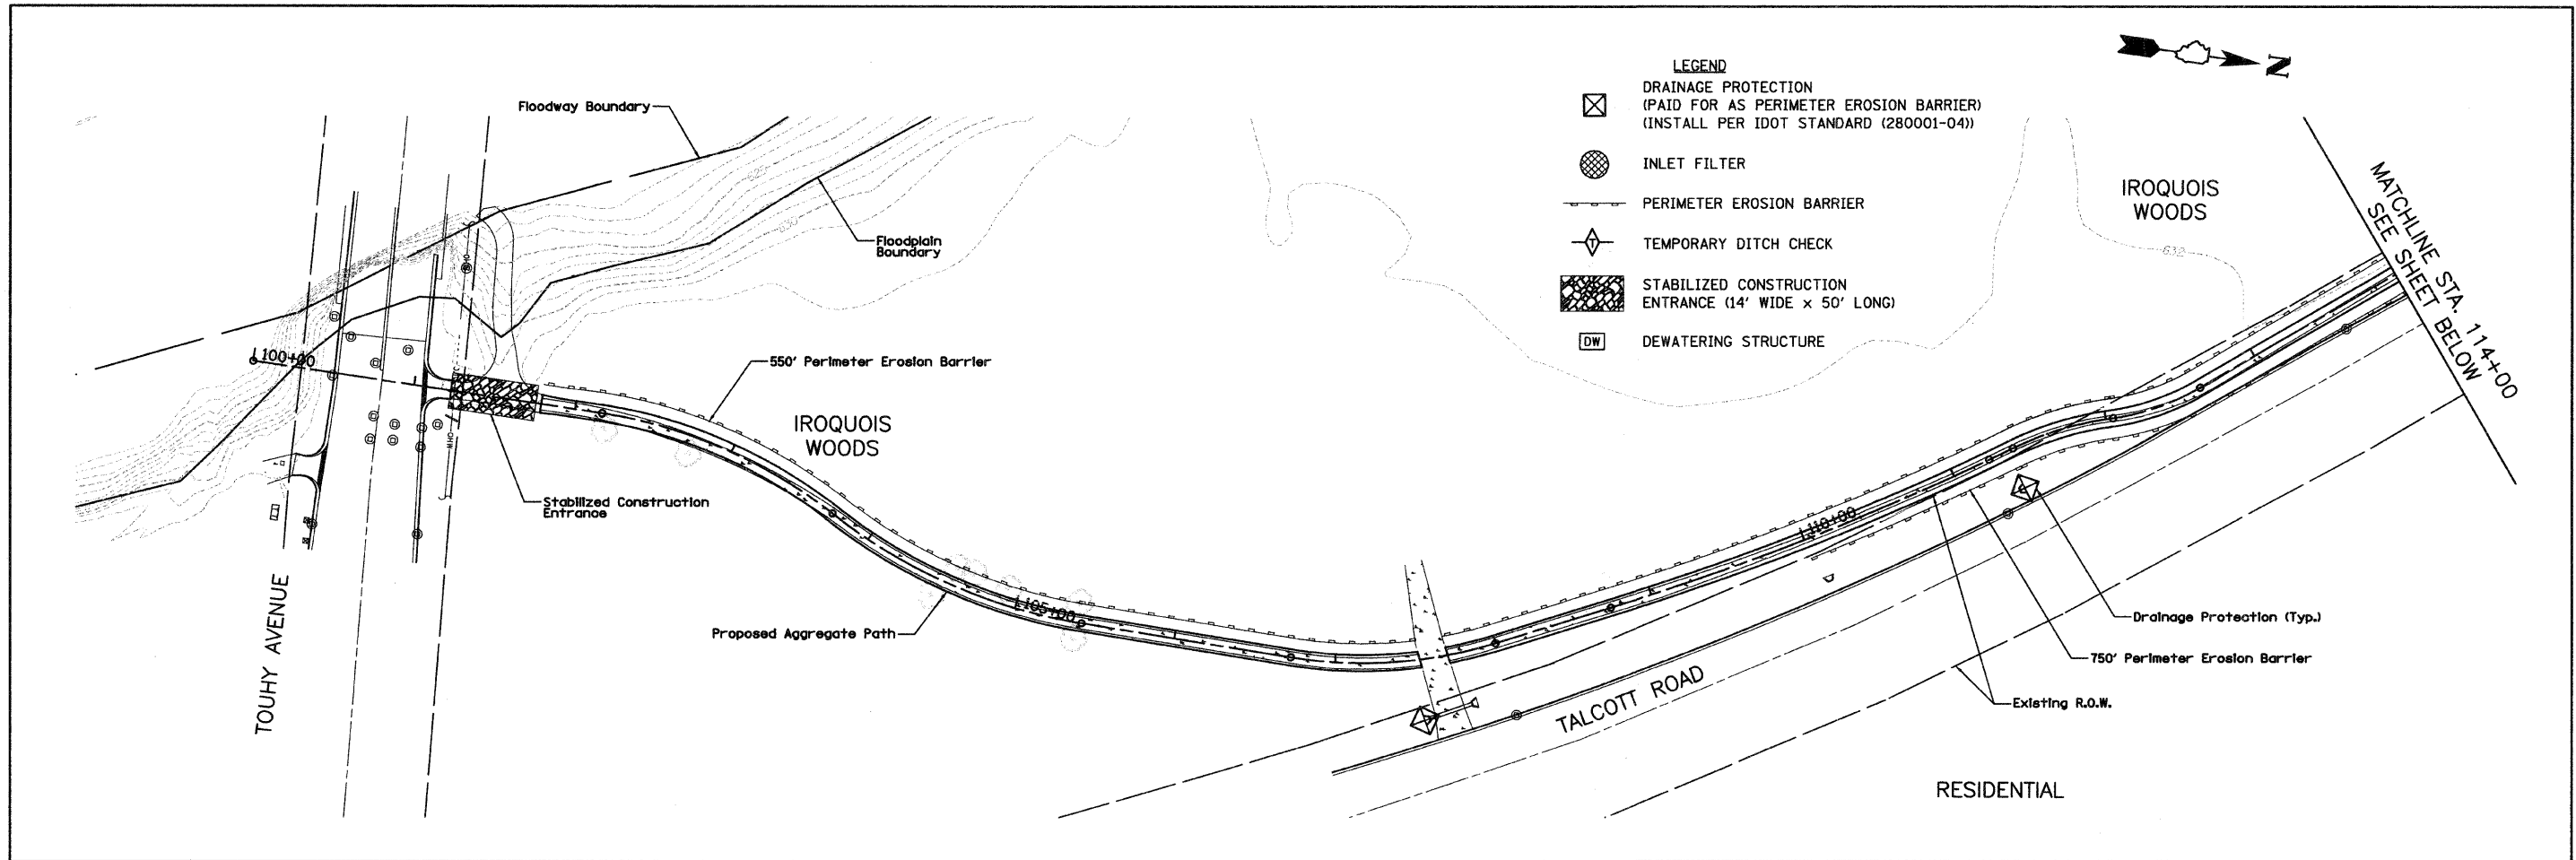 LEGEND
DRAINAGE PROTECTION
(PAID FOR AS PERIMETER EROSION BARRIER)
(INSTALL PER IDOT STANDARD (280001-04))
INLET FILTER
PERIMETER EROSION BARRIER
T
TEMPORARY DITCH CHECK
STABILIZED CONSTRUCTION
ENTRANCE (14' WIDE x 50' LONG)
DW
DEWATERING STRUCTURE
N
Floodway Boundary
Floodplain
Boundary
625
630
632
IROQUOIS
WOODS
MATCHLINE STA. 114+00
SEE SHEET BELOW
100+00
550' Perimeter Erosion Barrier
IROQUOIS
WOODS
Stabilized Construction
Entrance
TOUHY AVENUE
105+00
Proposed Aggregate Path
110+00
TALCOTT ROAD
Drainage Protection (Typ.)
750' Perimeter Erosion Barrier
Existing R.O.W.
RESIDENTIAL